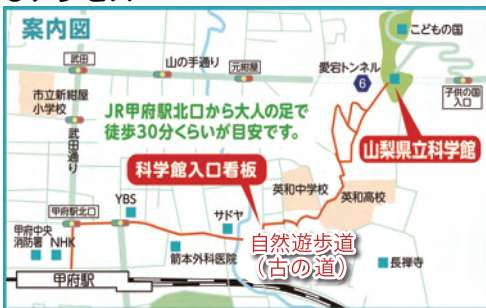 案内図
こどもの国
武田
山の手通り
元紺屋
愛宕トンネル
6
子供の国
入口
市立新紺屋
小学校
武田通り
JR甲府駅北口から大人の足で
徒歩30分くらいが目安です。
山梨県立科学館
科学館入口看板
英和中学校
英和高校
甲府駅北口
YBS
サドヤ
甲府中央
消防署
NHK
箭本外科医院
自然遊歩道
（古の道）
長禅寺
甲府駅